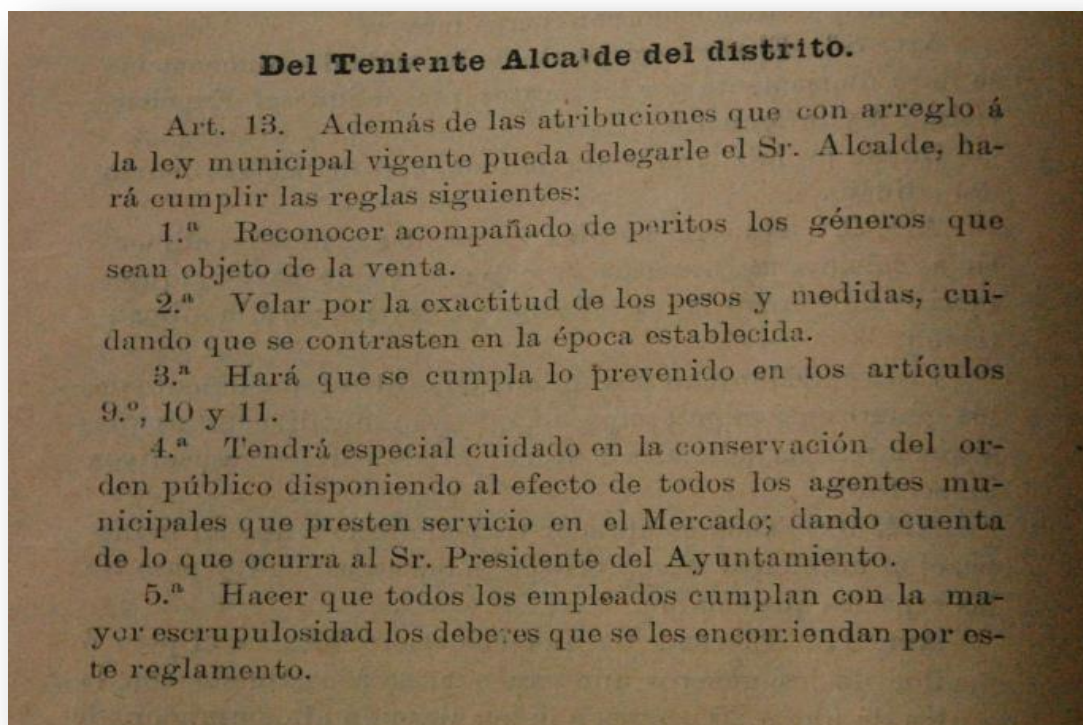 Del Teniente Alcalde del distrito.
Art. 13. Además de las atribuciones que con arreglo á
la ley municipal vigente pueda delegarle el Sr. Alcalde, ha-
rá cumplir las reglas siguientes:
1.ª Reconocer acompañado de peritos los géneros que
sean objeto de la venta.
2.ª Velar por la exactitud de los pesos y medidas, cui-
dando que se contrasten en la época establecida.
3.ª Hará que se cumpla lo prevenido en los artículos
9.º, 10 y 11.
4.ª Tendrá especial cuidado en la conservación del or-
den público disponiendo al efecto de todos los agentes mu-
nicipales que presten servicio en el Mercado; dando cuenta
de lo que ocurra al Sr. Presidente del Ayuntamiento.
5.ª Hacer que todos los empleados cumplan con la ma-
yor escrupulosidad los deberes que se les encomiendan por es-
te reglamento.